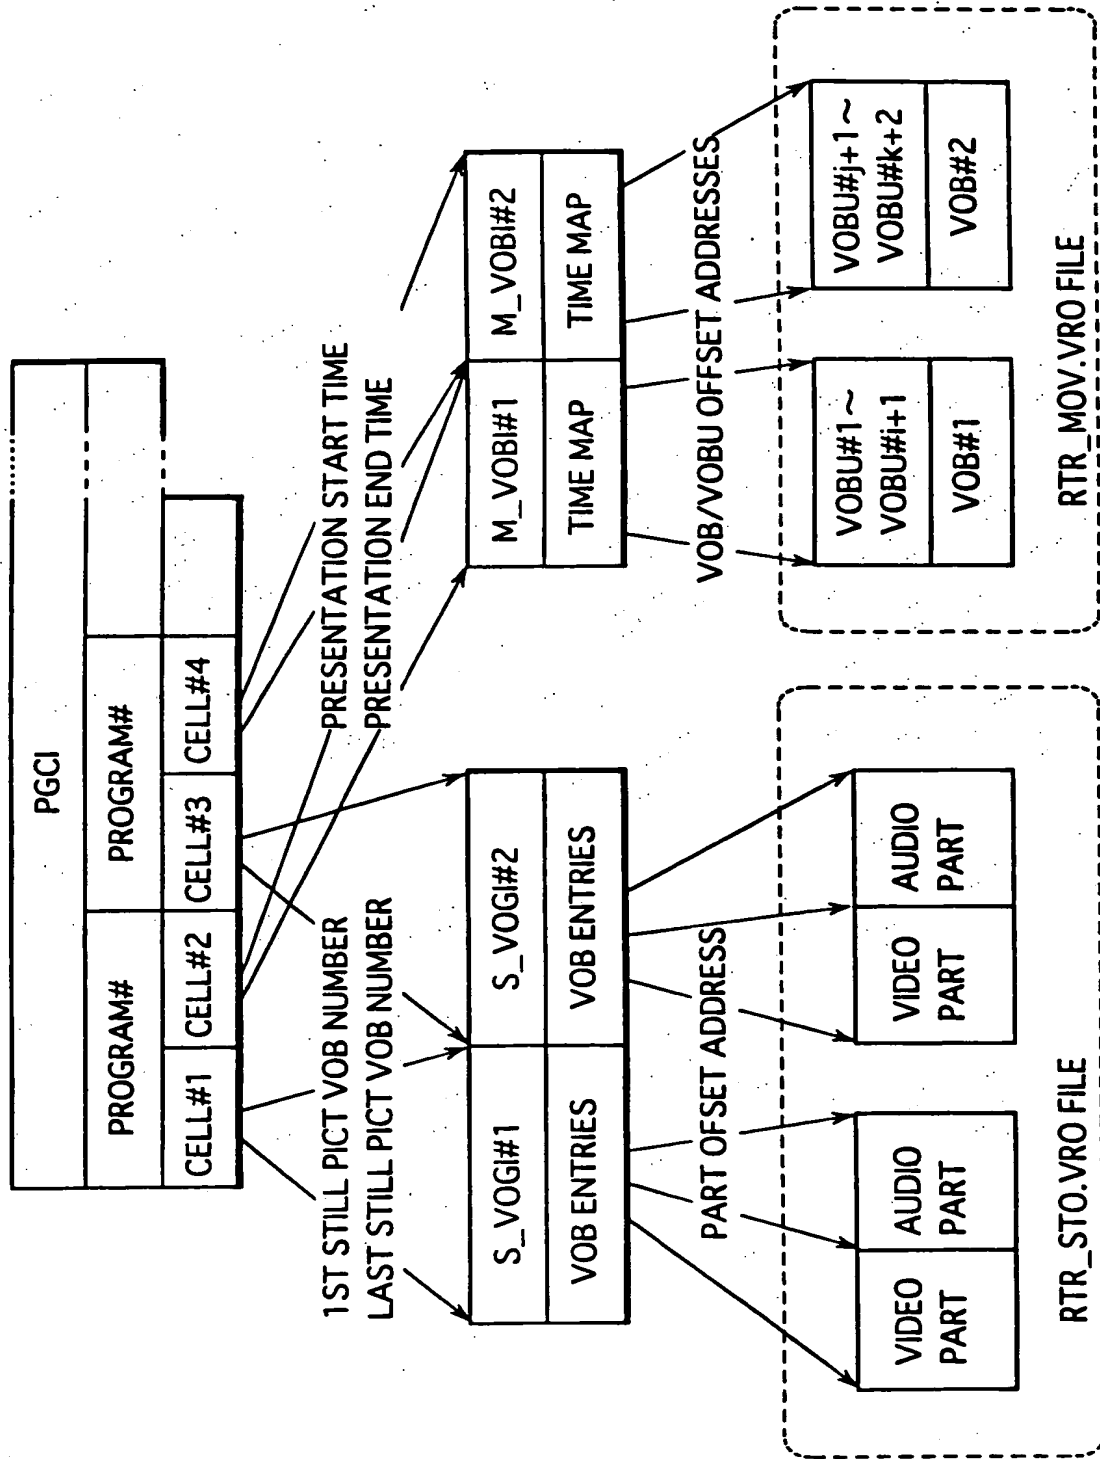 PGCI
PROGRAM#
PROGRAM#
CELL#1
CELL#2
CELL#3
CELL#4
1ST STILL PICT VOB NUMBER
LAST STILL PICT VOB NUMBER
PRESENTATION START TIME
PRESENTATION END TIME
S_VOGI#1
S_VOGI#2
VOB ENTRIES
VOB ENTRIES
M_VOBI#1
M_VOBI#2
TIME MAP
TIME MAP
PART OFFSET ADDRESS
VOB/VOBU OFFSET ADDRESSES
VIDEO
PART
AUDIO
PART
VIDEO
PART
AUDIO
PART
VOBU#1~
VOBU#i+1
VOB#1
VOBU#j+1~
VOBU#k+2
VOB#2
RTR_STO.VRO FILE
RTR_MOV.VRO FILE